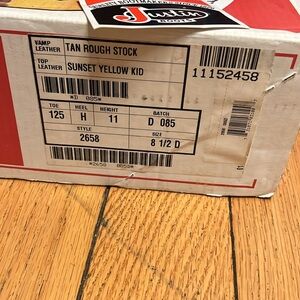 Justin
VAMP LEATHER TAN ROUGH STOCK
TOP LEATHER SUNSET YELLOW KID
11152458
TOE HEEL HEIGHT BATCH
125 H 11 D 085
STYLE SIZE
2658 8 1/2 D